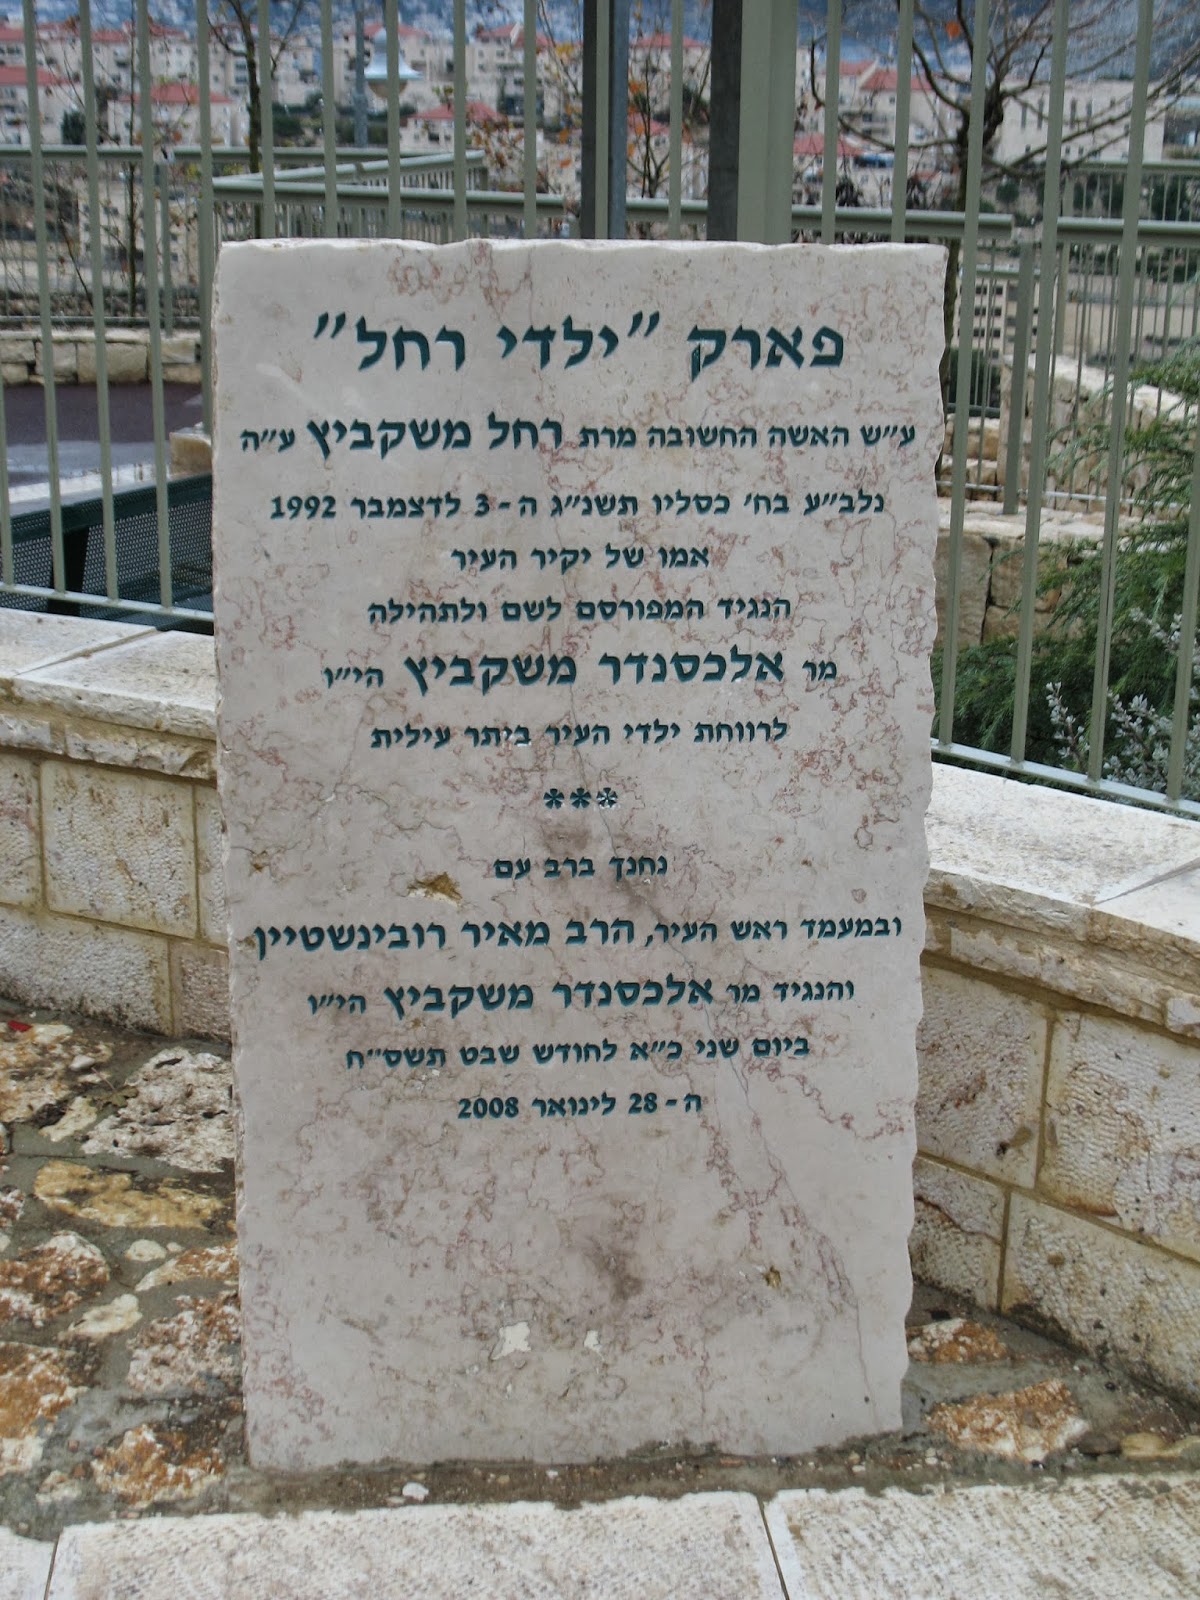 פארק "ילדי רחל"
ע"ש האשה החשובה מרת רחל משקביץ ע"ה
נלב"ע בח' כסליו תשנ"ג ה - 3 לדצמבר 1992
אמו של יקיר העיר
הנגיד המפורסם לשם ולתהילה
מר אלכסנדר משקביץ הי"ו
לרווחת ילדי העיר ביתר עילית
***
נחנך ברב עם
ובמעמד ראש העיר, הרב מאיר רובינשטיין
והנגיד מר אלכסנדר משקביץ הי"ו
ביום שני כ"א לחודש שבט תשס"ח
ה - 28 לינואר 2008